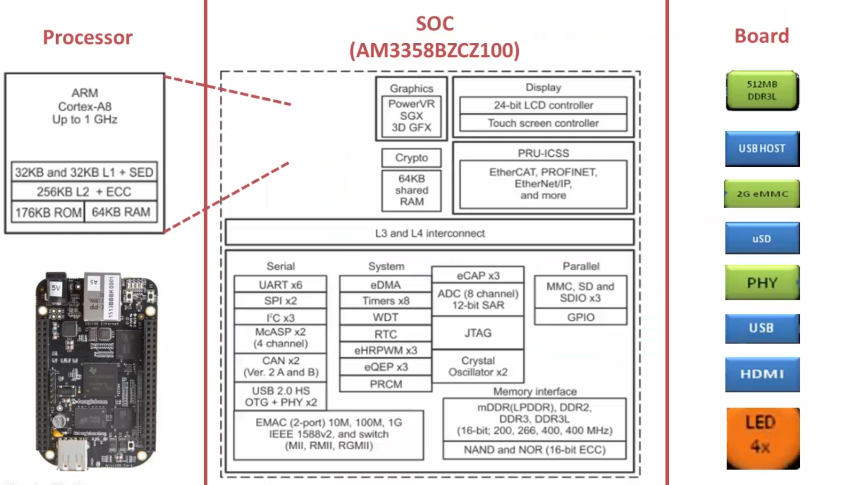 Processor
ARM
Cortex-A8
Up to 1 GHz
32KB and 32KB L1 + SED
256KB L2 + ECC
176KB ROM
64KB RAM
5V
SOC
(AM3358BZCZ100)
Graphics
PowerVR
SGX
3D GFX
Display
24-bit LCD controller
Touch screen controller
Crypto
64KB
shared
RAM
PRU-ICSS
EtherCAT, PROFINET,
EtherNet/IP,
and more
L3 and L4 interconnect
Serial
UART x6
SPI x2
I²C x3
McASP x2
(4 channel)
CAN x2
(Ver. 2 A and B)
USB 2.0 HS
OTG + PHY x2
EMAC (2-port) 10M, 100M, 1G
IEEE 1588v2, and switch
(MII, RMII, RGMII)
System
eDMA
Timers x8
WDT
RTC
eHRPWM x3
eQEP x3
PRCM
eCAP x3
ADC (8 channel)
12-bit SAR
JTAG
Crystal
Oscillator x2
Parallel
MMC, SD and
SDIO x3
GPIO
Memory interface
mDDR(LPDDR), DDR2,
DDR3, DDR3L
(16-bit; 200, 266, 400, 400 MHz)
NAND and NOR (16-bit ECC)
Board
512MB
DDR3L
USB HOST
2G eMMC
uSD
PHY
USB
HDMI
LED
4x